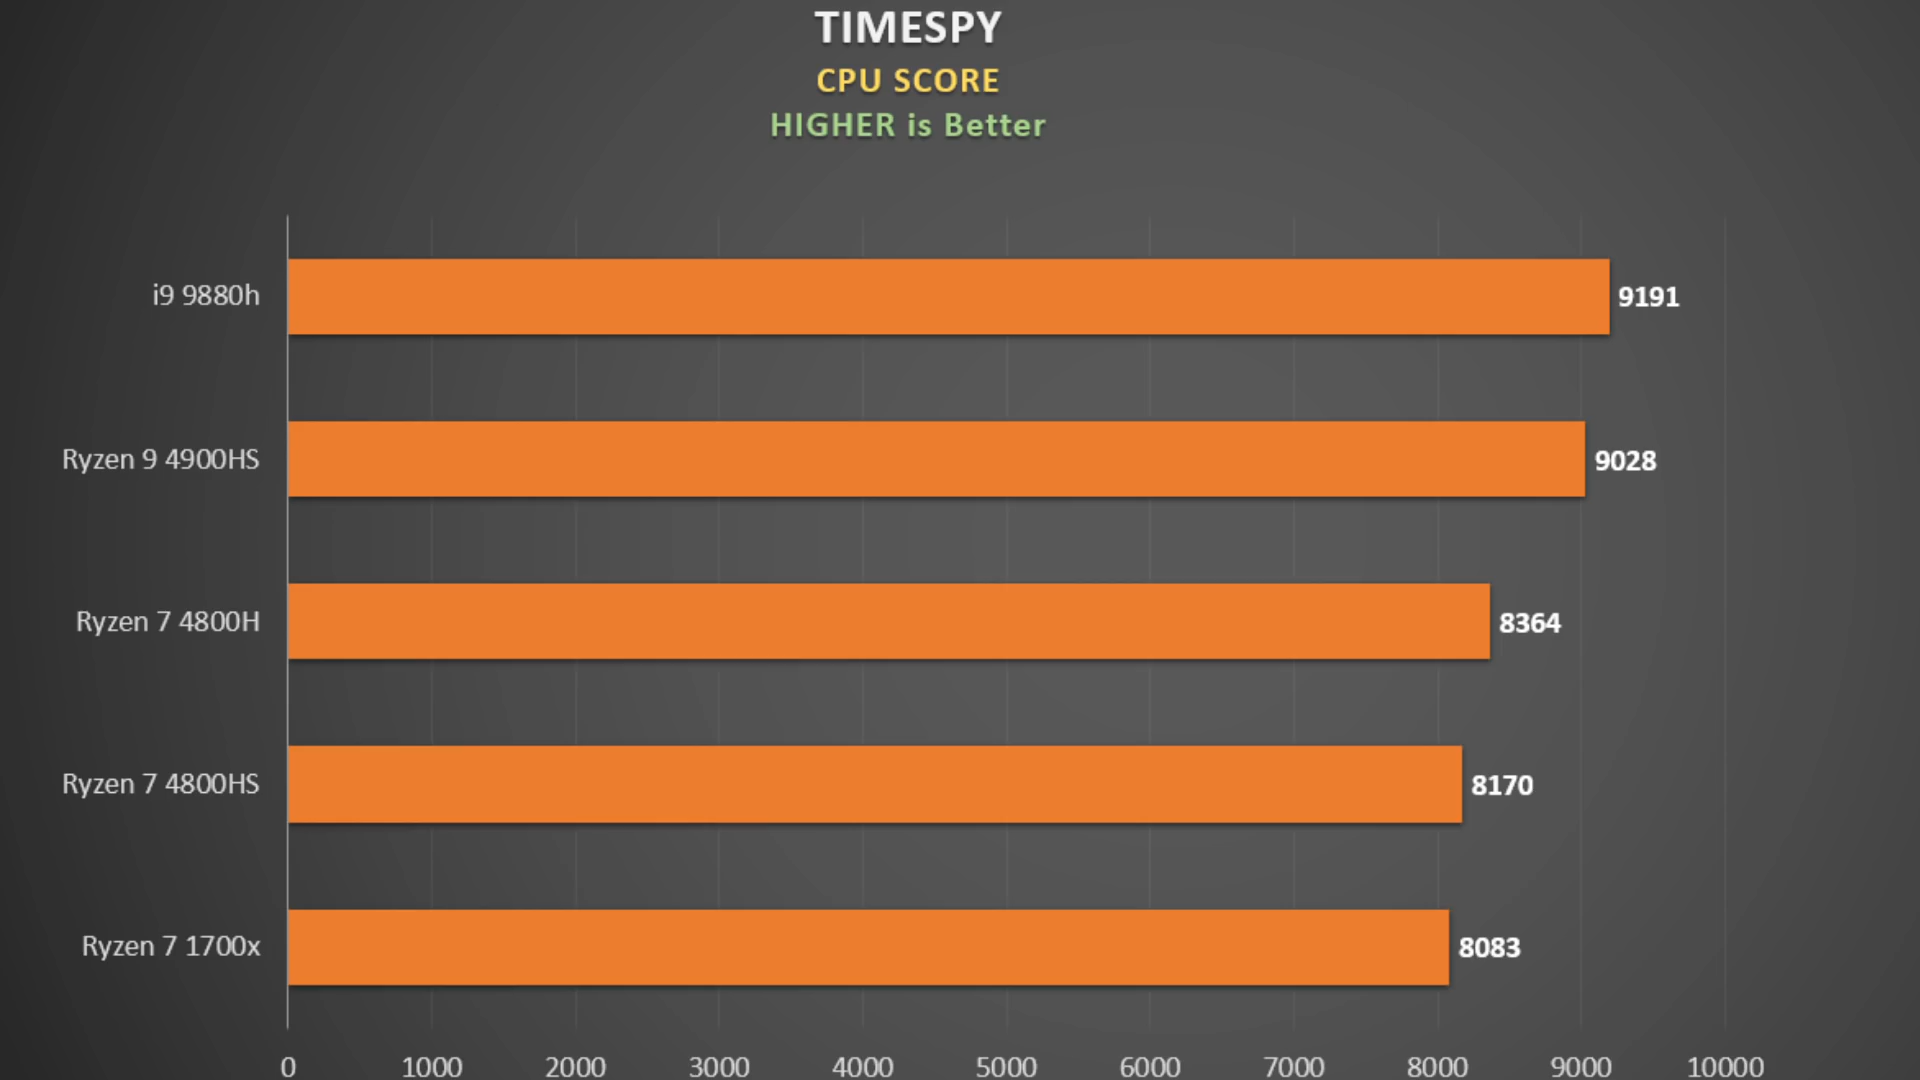 TIMESPY
CPU SCORE
HIGHER is Better
i9 9880h
9191
Ryzen 9 4900HS
9028
Ryzen 7 4800H
8364
Ryzen 7 4800HS
8170
Ryzen 7 1700x
8083
0 1000 2000 3000 4000 5000 6000 7000 8000 9000 10000